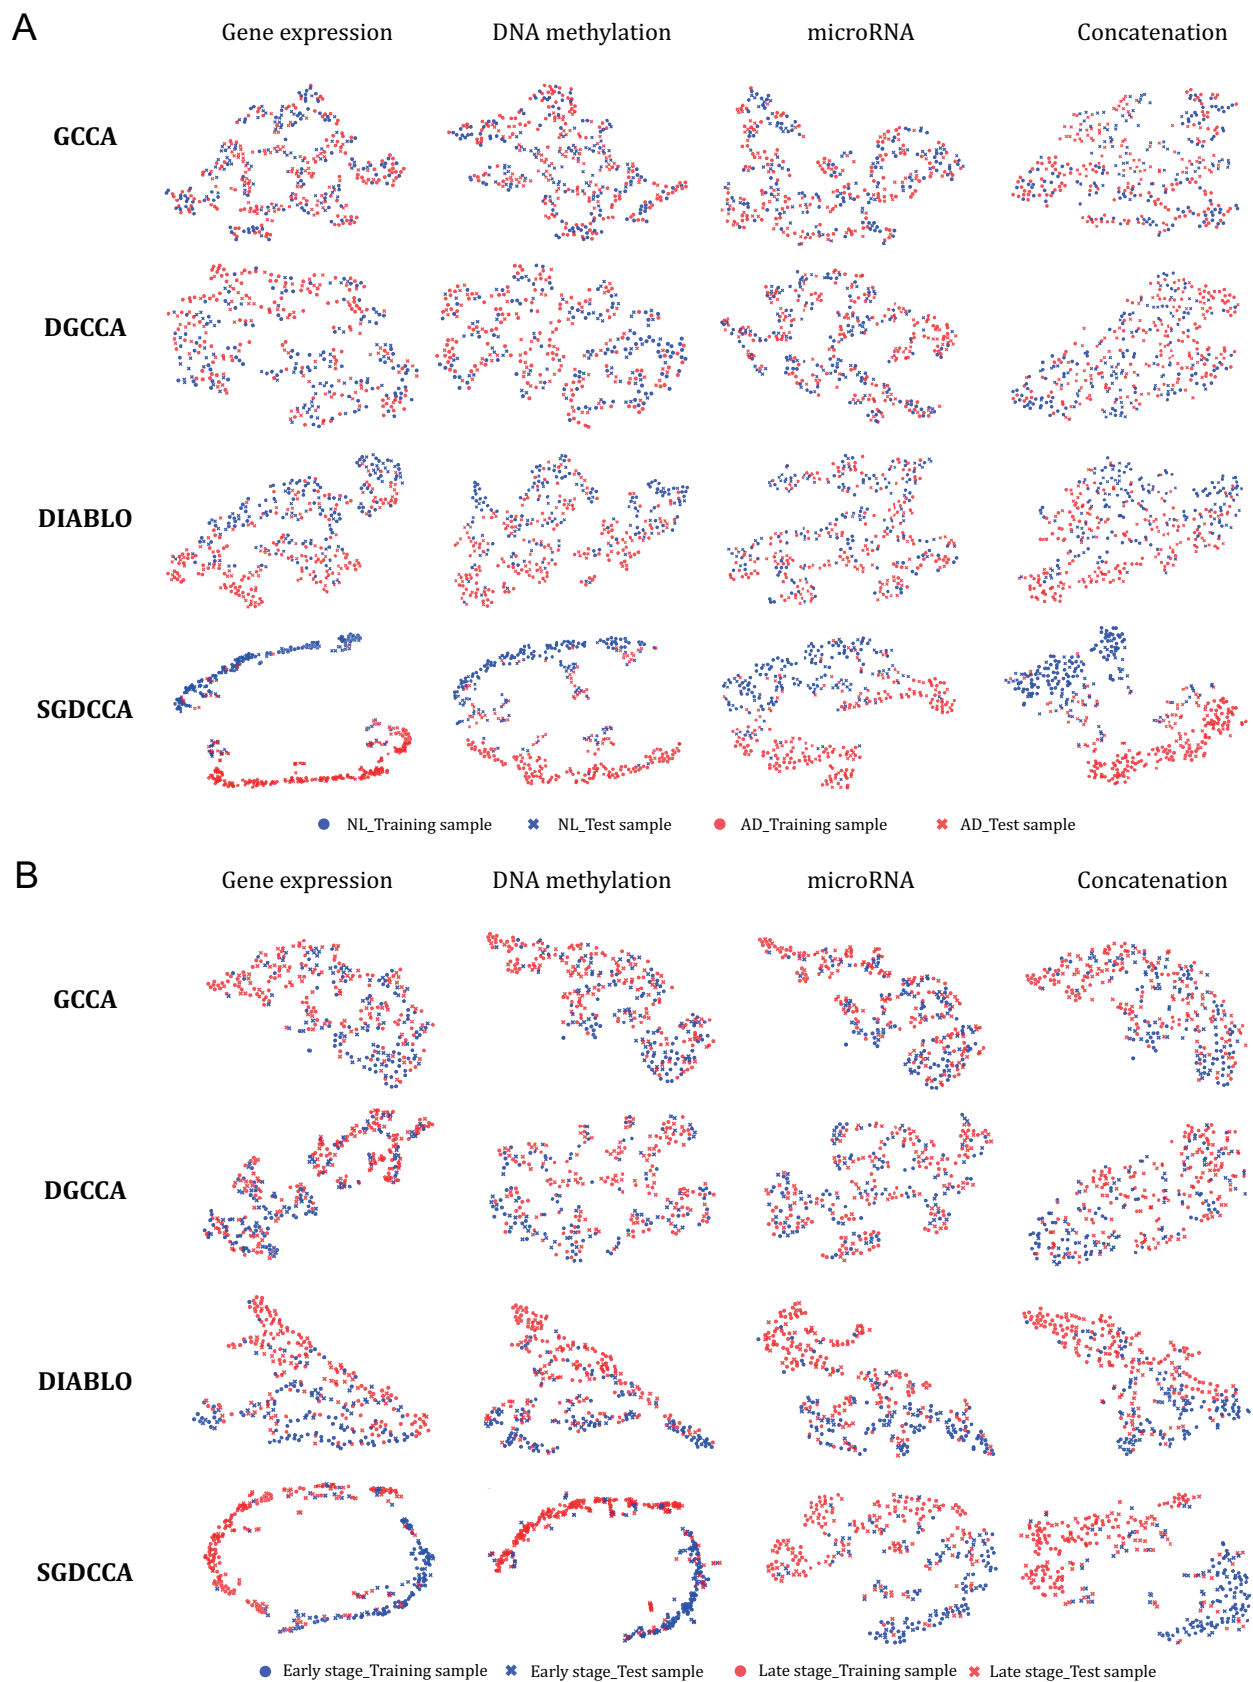 A
Gene expression DNA methylation microRNA Concatenation
GCCA
DGCCA
DIABLO
SGDCCA
NL_Training sample NL_Test sample AD_Training sample AD_Test sample
B
Gene expression DNA methylation microRNA Concatenation
GCCA
DGCCA
DIABLO
SGDCCA
Early stage_Training sample Early stage_Test sample Late stage_Training sample Late stage_Test sample